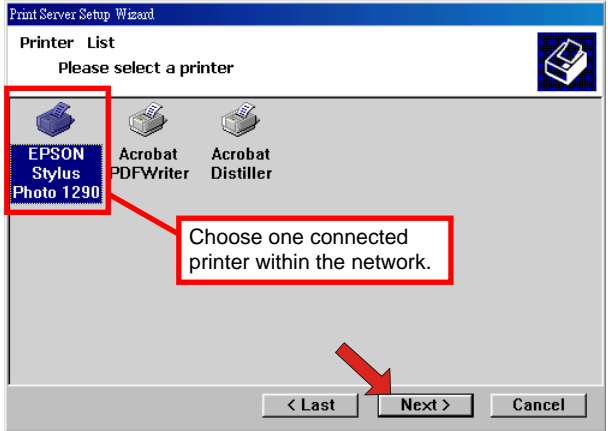 Print Server Setup Wizard
Printer List
Please select a printer
EPSON
Stylus
Photo 1290
Acrobat
PDFWriter
Acrobat
Distiller
Choose one connected
printer within the network.
< Last
Next >
Cancel